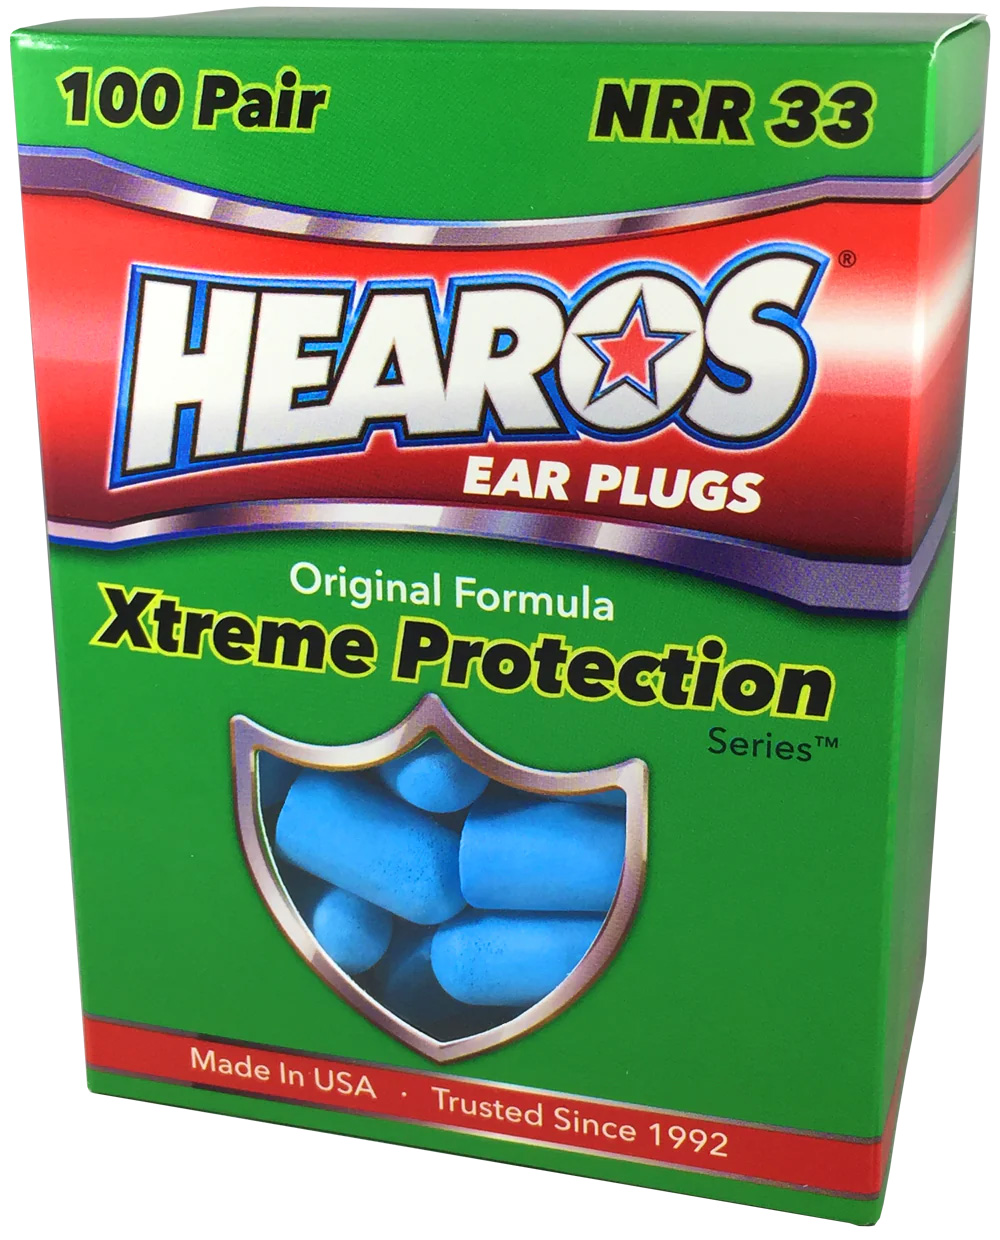 100 Pair
NRR 33
HEAROS®
EAR PLUGS
Original Formula
Xtreme Protection
Series™
Made In USA · Trusted Since 1992